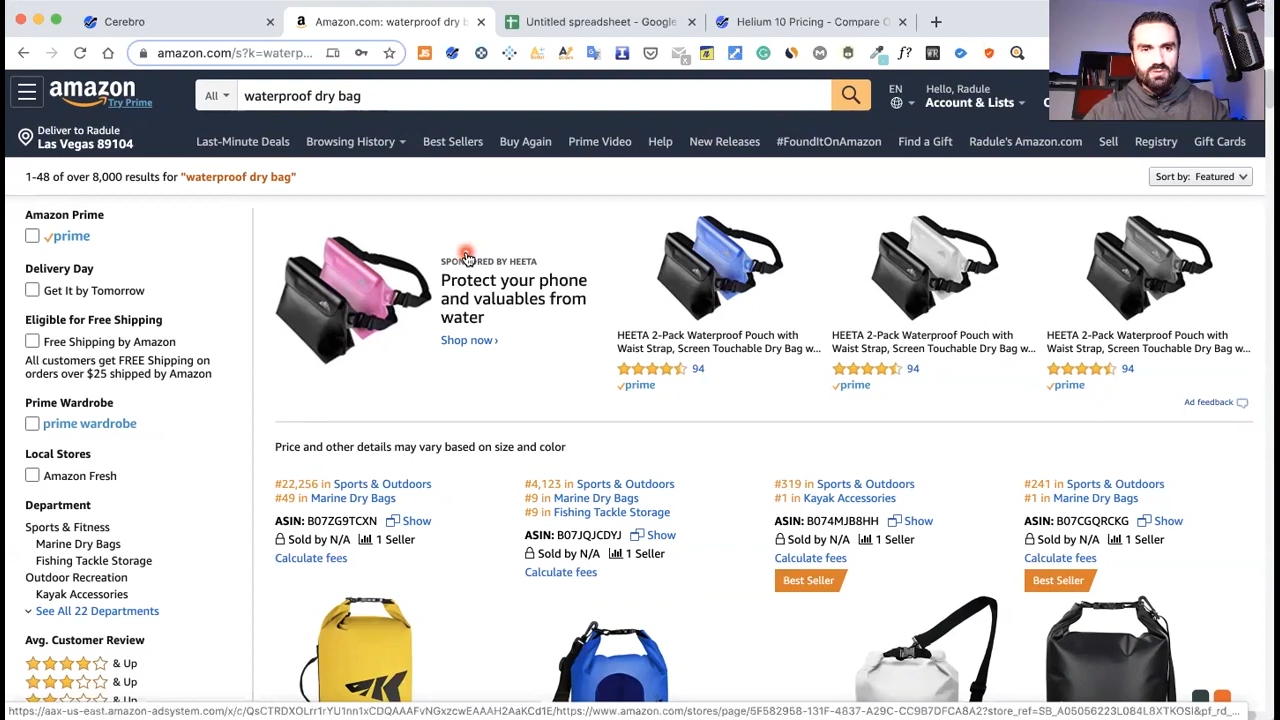 Cerebro
Amazon.com: waterproof dry b
Untitled spreadsheet - Google
Helium 10 Pricing - Compare
amazon.com/s?k=waterp...
amazon
Try Prime
All
waterproof dry bag
EN
Hello, Radule
Account & Lists
Deliver to Radule
Las Vegas 89104
Last-Minute Deals
Browsing History
Best Sellers
Buy Again
Prime Video
Help
New Releases
#FoundItOnAmazon
Find a Gift
Radule's Amazon.com
Sell
Registry
Gift Cards
1-48 of over 8,000 results for "waterproof dry bag"
Sort by: Featured
Amazon Prime
prime
Delivery Day
Get It by Tomorrow
Eligible for Free Shipping
Free Shipping by Amazon
All customers get FREE Shipping on
orders over $25 shipped by Amazon
Prime Wardrobe
prime wardrobe
Local Stores
Amazon Fresh
Department
Sports & Fitness
Marine Dry Bags
Fishing Tackle Storage
Outdoor Recreation
Kayak Accessories
See All 22 Departments
Avg. Customer Review
& Up
& Up
& Up
SPONSORED BY HEETA
Protect your phone
and valuables from
water
Shop now ›
HEETA 2-Pack Waterproof Pouch with
Waist Strap, Screen Touchable Dry Bag w...
94
prime
HEETA 2-Pack Waterproof Pouch with
Waist Strap, Screen Touchable Dry Bag w...
94
prime
HEETA 2-Pack Waterproof Pouch with
Waist Strap, Screen Touchable Dry Bag w...
94
prime
Ad feedback
Price and other details may vary based on size and color
#22,256 in Sports & Outdoors
#49 in Marine Dry Bags
ASIN: B07ZG9TCXN Show
Sold by N/A 1 Seller
Calculate fees
#4,123 in Sports & Outdoors
#9 in Marine Dry Bags
#9 in Fishing Tackle Storage
ASIN: B07JQJCDYJ Show
Sold by N/A 1 Seller
Calculate fees
#319 in Sports & Outdoors
#1 in Kayak Accessories
ASIN: B074MJB8HH Show
Sold by N/A 1 Seller
Calculate fees
Best Seller
#241 in Sports & Outdoors
#1 in Marine Dry Bags
ASIN: B07CGQRCKG Show
Sold by N/A 1 Seller
Calculate fees
Best Seller